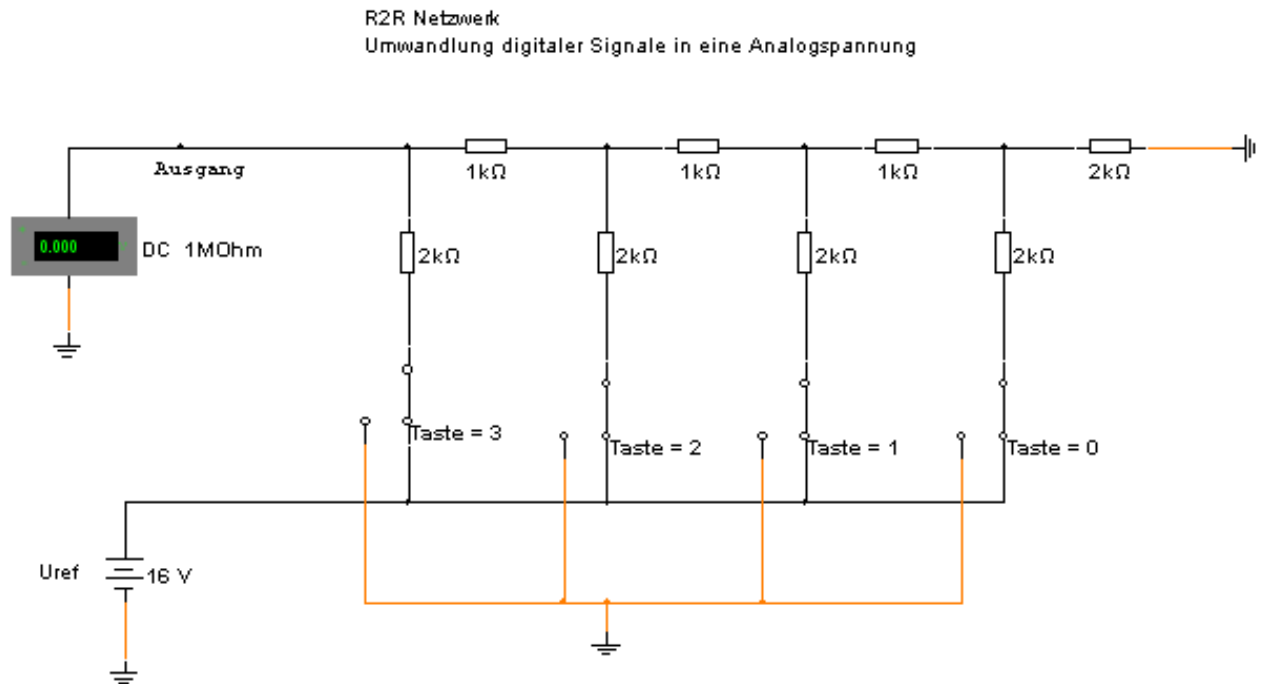 R2R Netzwerk
Umwandlung digitaler Signale in eine Analogspannung
Ausgang
1kΩ
1kΩ
1kΩ
2kΩ
0.000
DC 1MOhm
2kΩ
2kΩ
2kΩ
2kΩ
Taste = 3
Taste = 2
Taste = 1
Taste = 0
Uref
16 V